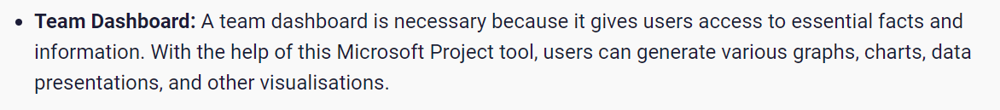 • Team Dashboard: A team dashboard is necessary because it gives users access to essential facts and
information. With the help of this Microsoft Project tool, users can generate various graphs, charts, data
presentations, and other visualisations.